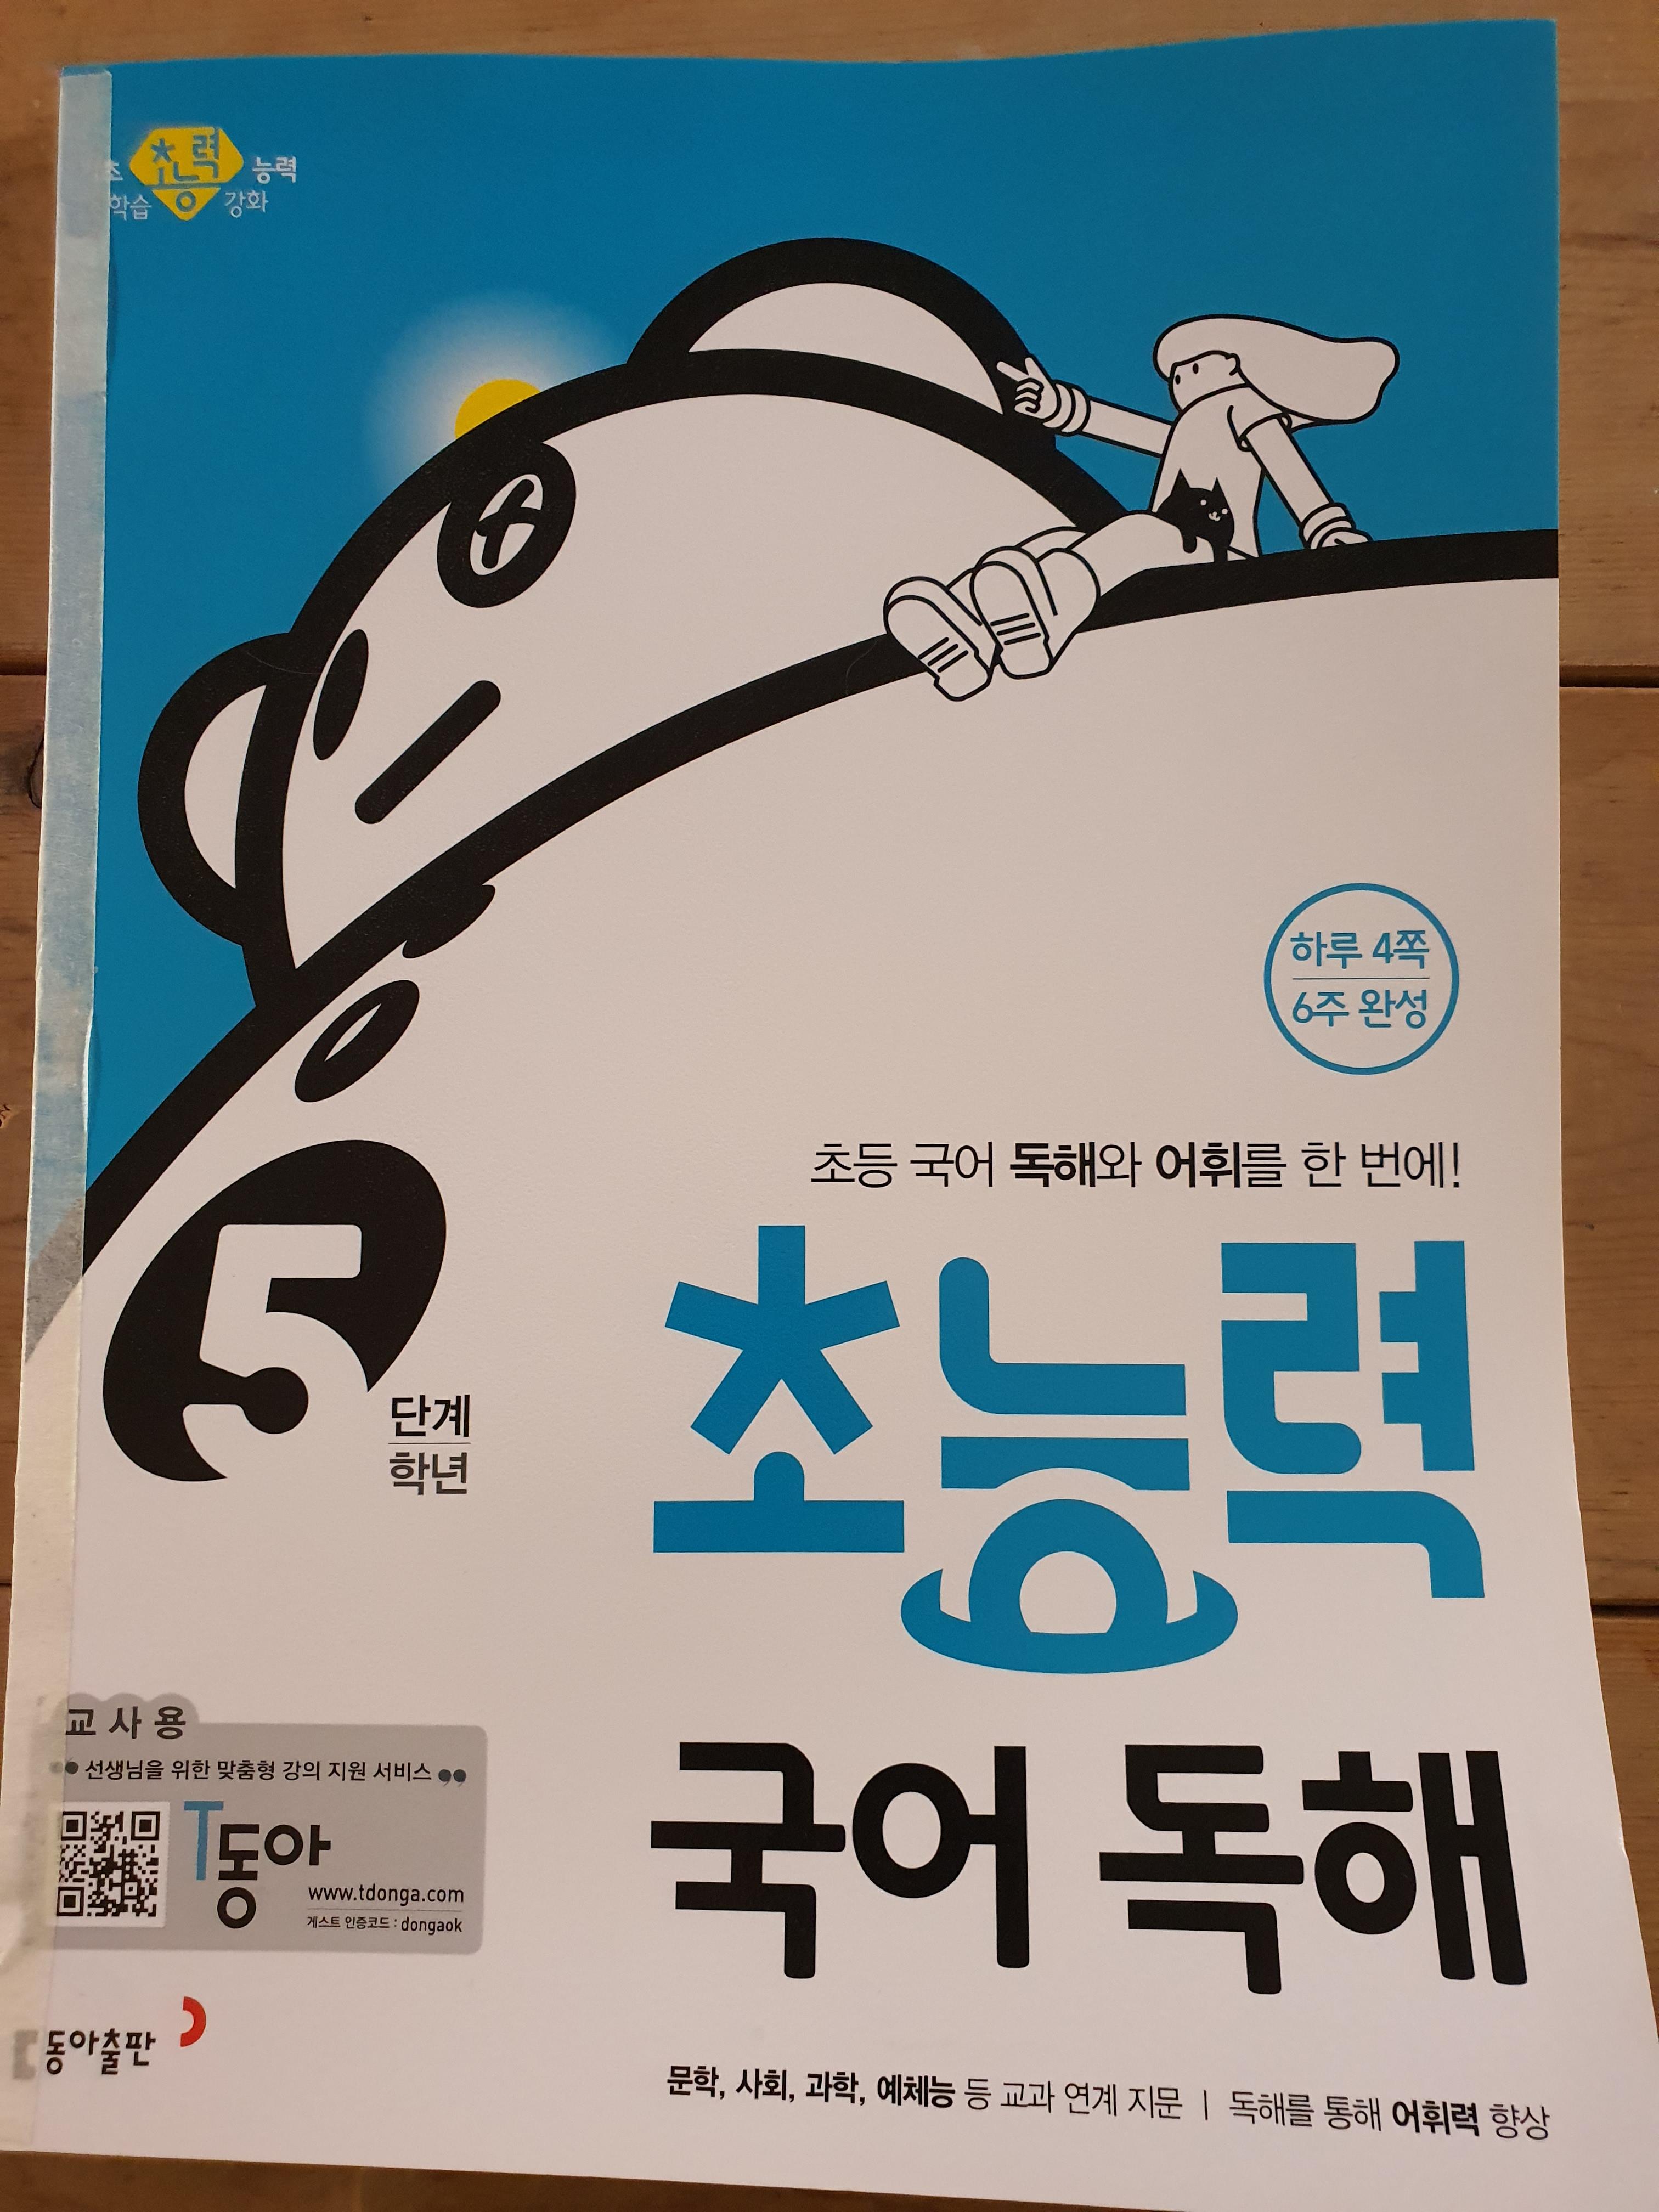 초능력
능력
학습 강화
하루 4쪽
6주 완성
초등 국어 독해와 어휘를 한 번에!
초능력
5
단계
학년
국어 독해
교사용
선생님을 위한 맞춤형 강의 지원 서비스
T동아
www.tdonga.com
게스트 인증코드 : dongaok
동아출판
문학, 사회, 과학, 예체능 등 교과 연계 지문 | 독해를 통해 어휘력 향상